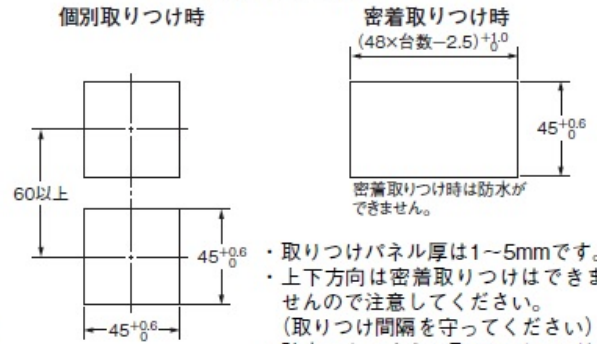 個別取りつけ時
60以上
45+0.6 0
45+0.6 0
密着取りつけ時
(48×台数−2.5)+1.0 0
45+0.6 0
密着取りつけ時は防水が
できません。
・取りつけパネル厚は1〜5mmです。
・上下方向は密着取りつけはできま
せんので注意してください。
(取りつけ間隔を守ってください)